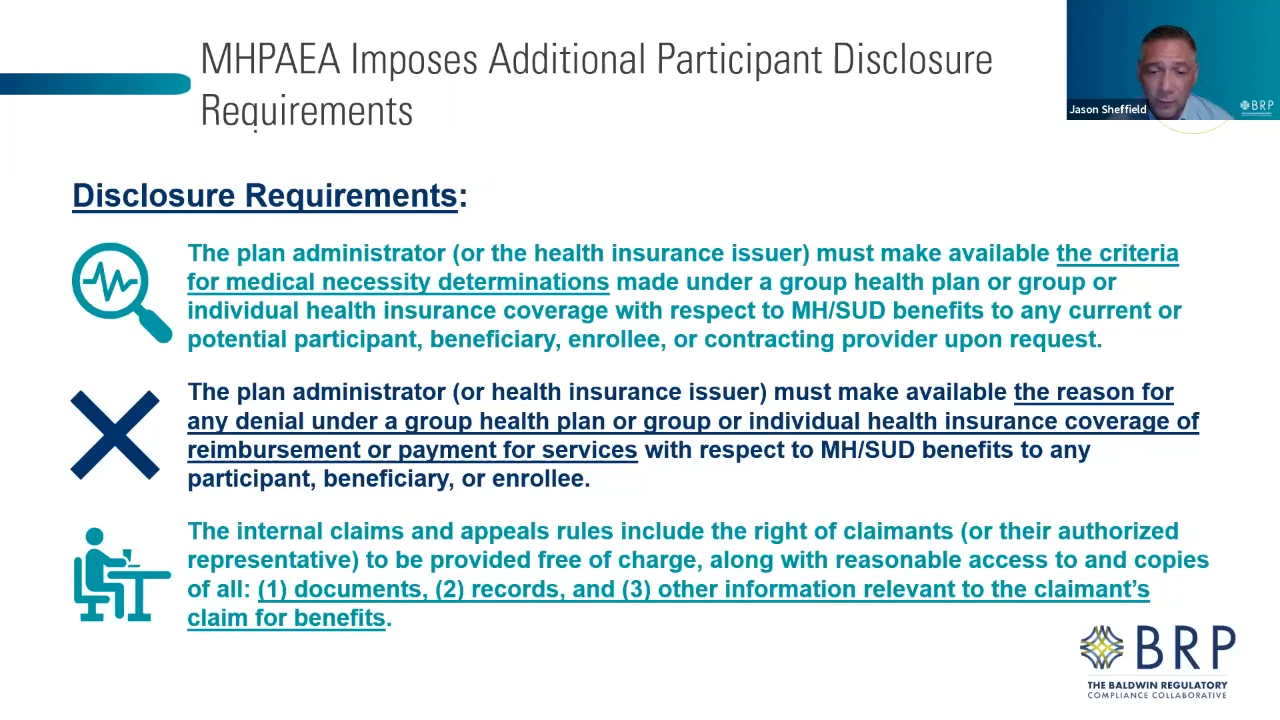 MHPAEA Imposes Additional Participant Disclosure
Requirements
Jason Sheffield
BRP
Disclosure Requirements:
The plan administrator (or the health insurance issuer) must make available the criteria
for medical necessity determinations made under a group health plan or group or
individual health insurance coverage with respect to MH/SUD benefits to any current or
potential participant, beneficiary, enrollee, or contracting provider upon request.
The plan administrator (or health insurance issuer) must make available the reason for
any denial under a group health plan or group or individual health insurance coverage of
reimbursement or payment for services with respect to MH/SUD benefits to any
participant, beneficiary, or enrollee.
The internal claims and appeals rules include the right of claimants (or their authorized
representative) to be provided free of charge, along with reasonable access to and copies
of all: (1) documents, (2) records, and (3) other information relevant to the claimant’s
claim for benefits.
BRP
THE BALDWIN REGULATORY
COMPLIANCE COLLABORATIVE